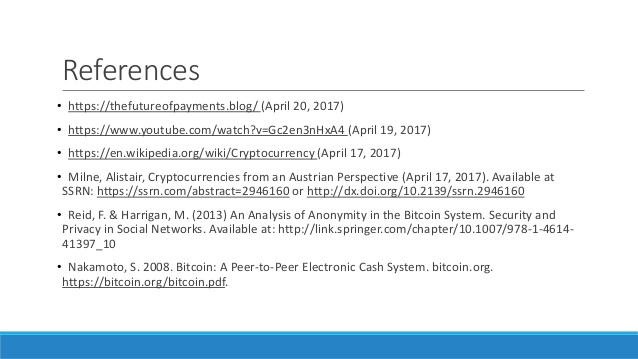 References
• https://thefutureofpayments.blog/ (April 20, 2017)
• https://www.youtube.com/watch?v=Gc2en3nHxA4 (April 19, 2017)
• https://en.wikipedia.org/wiki/Cryptocurrency (April 17, 2017)
• Milne, Alistair, Cryptocurrencies from an Austrian Perspective (April 17, 2017). Available at
SSRN: https://ssrn.com/abstract=2946160 or http://dx.doi.org/10.2139/ssrn.2946160
• Reid, F. & Harrigan, M. (2013) An Analysis of Anonymity in the Bitcoin System. Security and
Privacy in Social Networks. Available at: http://link.springer.com/chapter/10.1007/978-1-4614-
41397_10
• Nakamoto, S. 2008. Bitcoin: A Peer-to-Peer Electronic Cash System. bitcoin.org.
https://bitcoin.org/bitcoin.pdf.